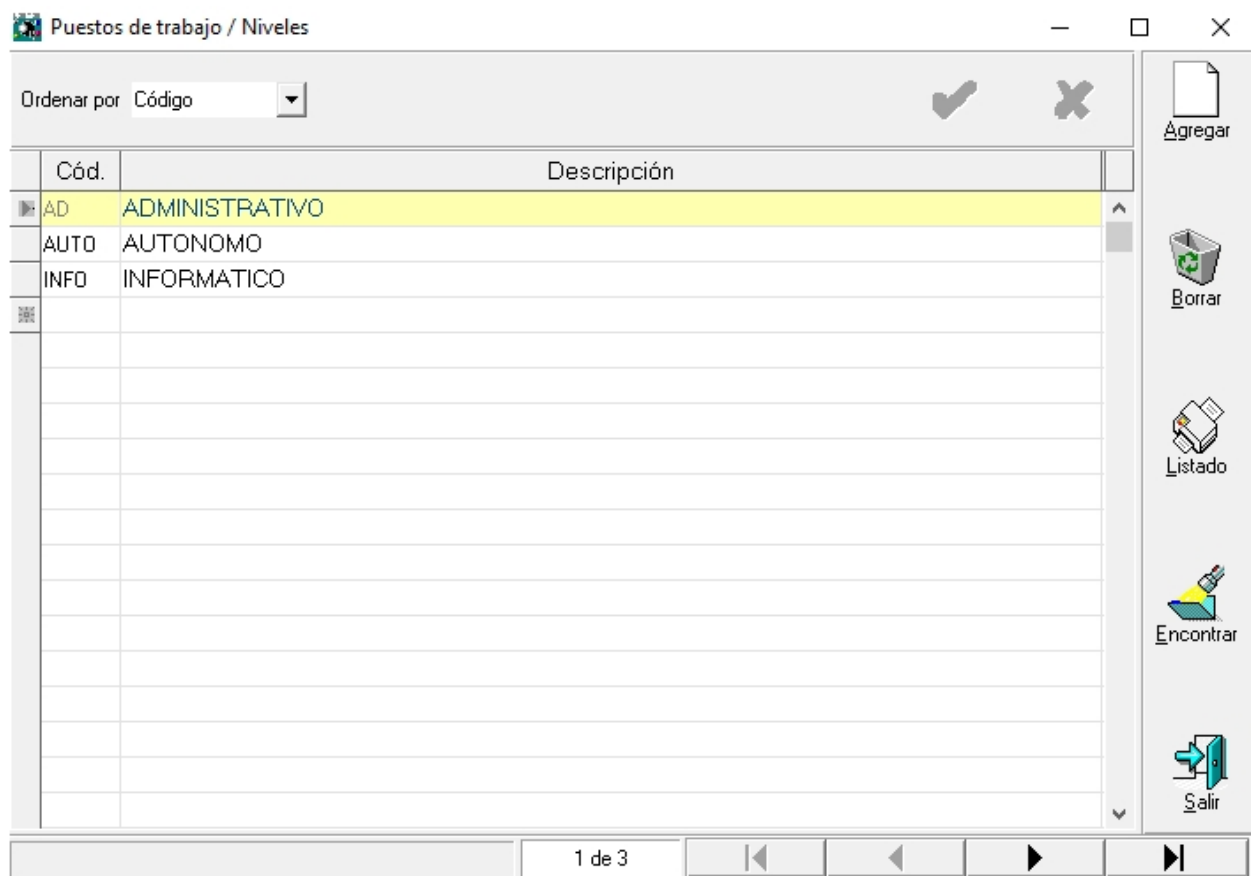 Puestos de trabajo / Niveles
Ordenar por Código
Agregar
Cód. Descripción
AD ADMINISTRATIVO
AUTO AUTONOMO
INFO INFORMATICO
Borrar
Listado
Encontrar
Salir
1 de 3